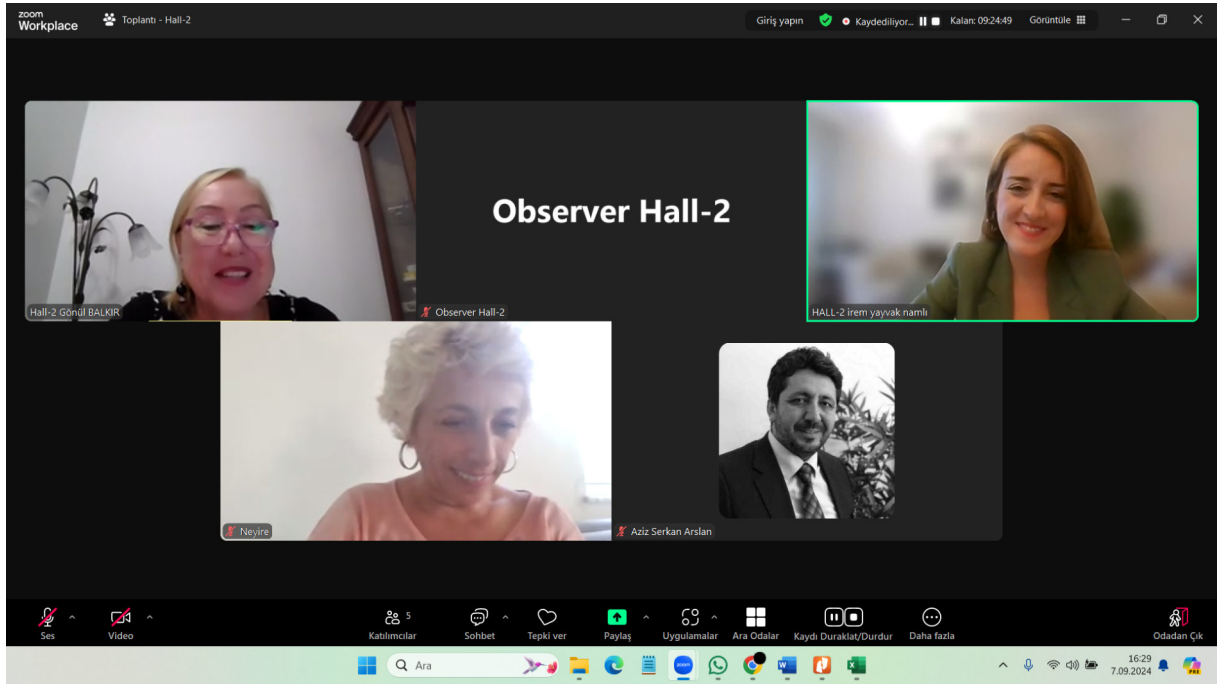 zoom
Workplace
Toplantı - Hall-2
Giriş yapın
Kaydediliyor...
Kalan: 09:24:49
Görüntüle
Hall-2 Gönül BALKIR
Observer Hall-2
Observer Hall-2
HALL-2 irem yayvak namlı
Neyire
Aziz Serkan Arslan
Ses
Video
5
Katılımcılar
Sohbet
Tepki ver
Paylaş
Uygulamalar
Ara Odalar
Kaydı Duraklat/Durdur
Daha fazla
Odadan Çık
Ara
zoom
W
16:29
7.09.2024
PRE